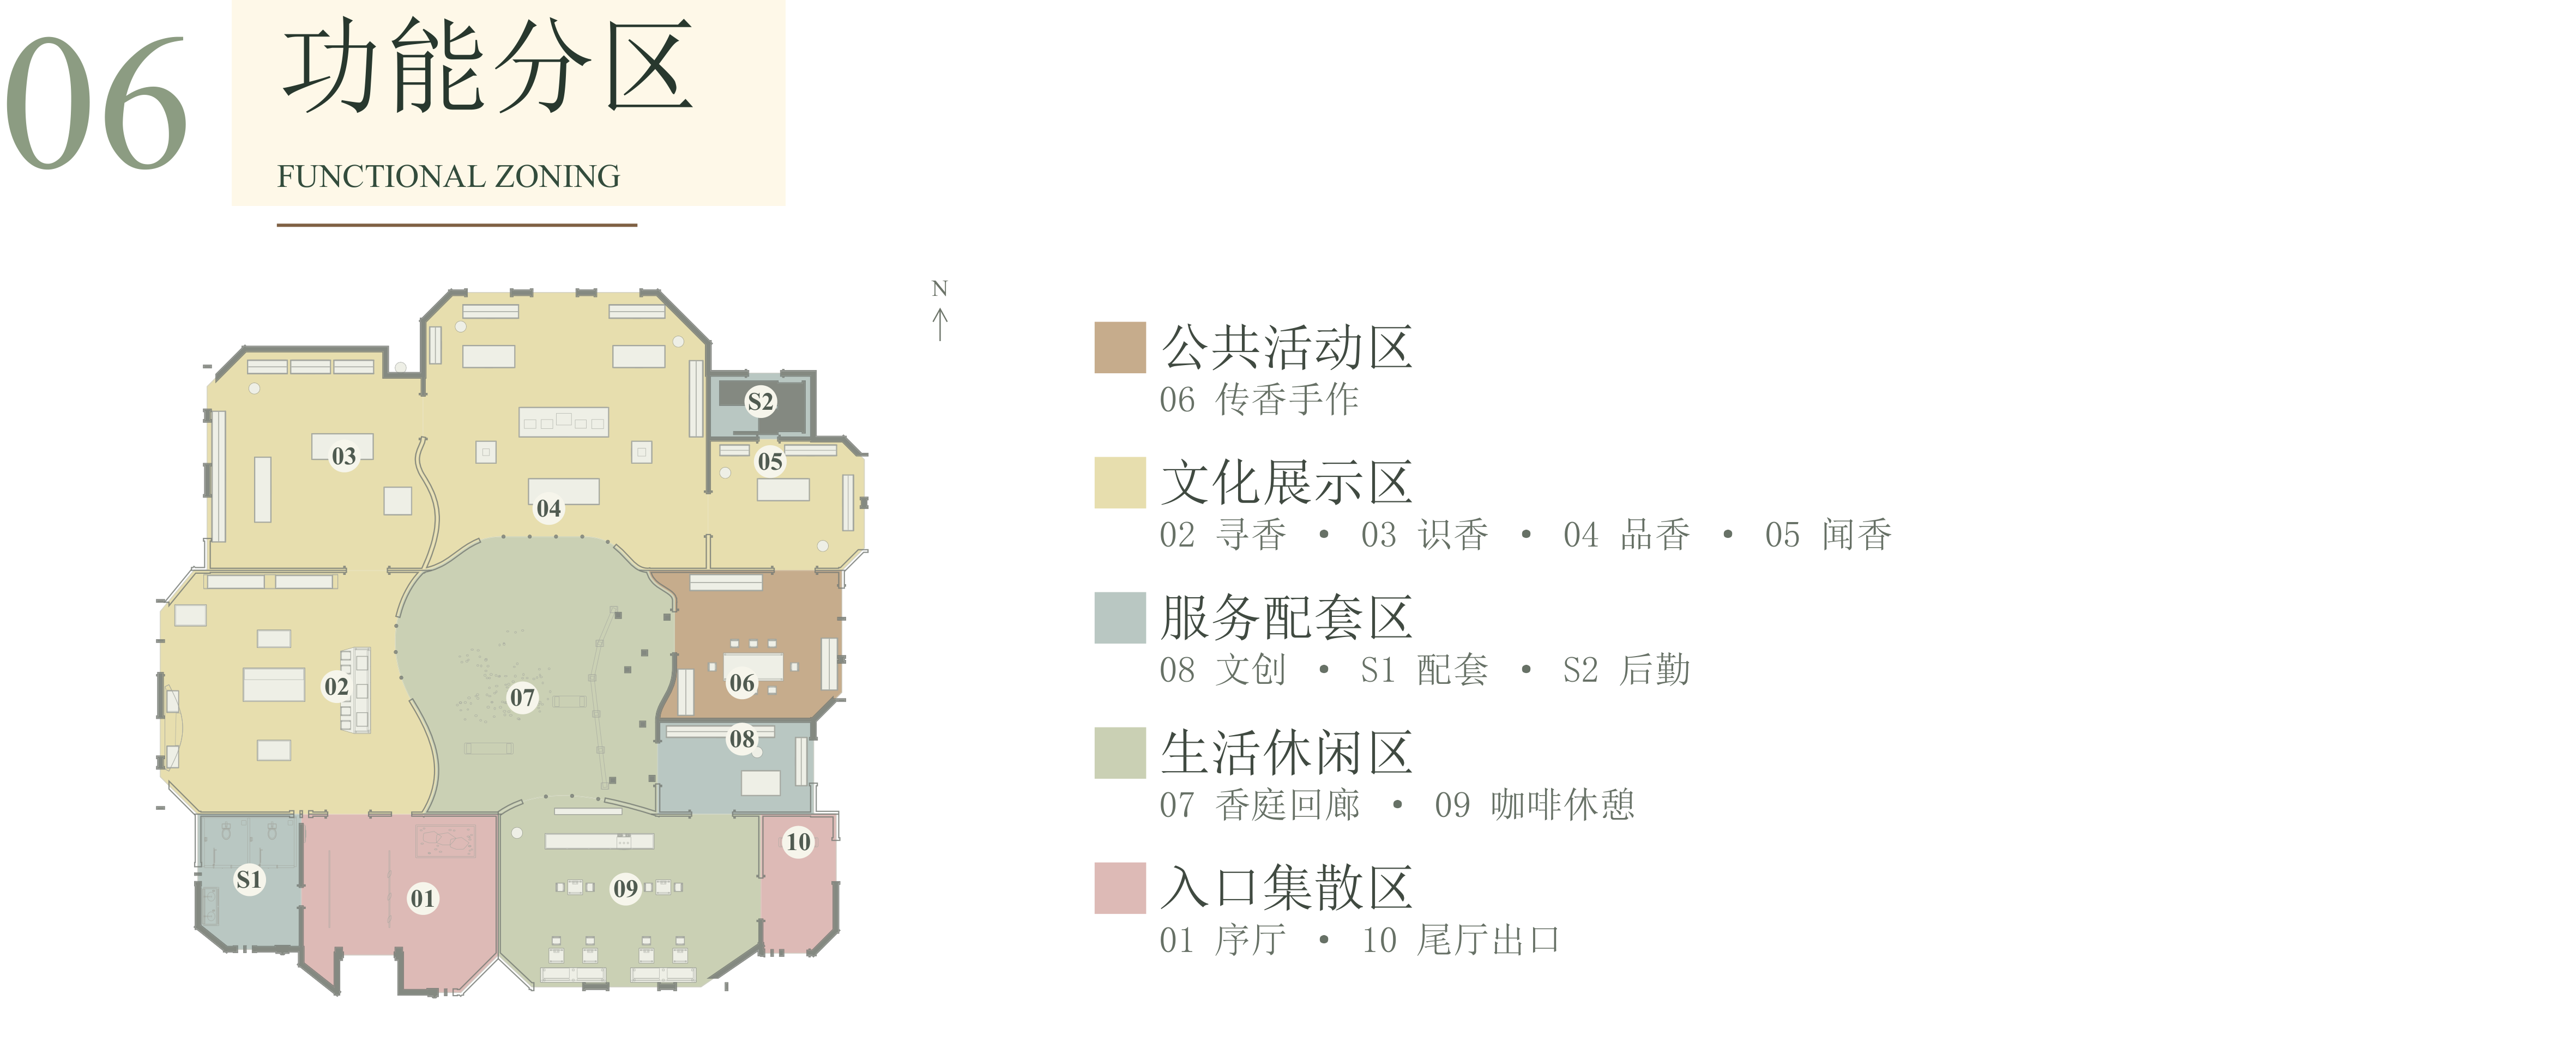 06
功能分区
FUNCTIONAL ZONING
N
S2
03
05
04
02
07
06
08
10
S1
09
01
公共活动区
06 传香手作
文化展示区
02 寻香 • 03 识香 • 04 品香 • 05 闻香
服务配套区
08 文创 • S1 配套 • S2 后勤
生活休闲区
07 香庭回廊 • 09 咖啡休憩
入口集散区
01 序厅 • 10 尾厅出口